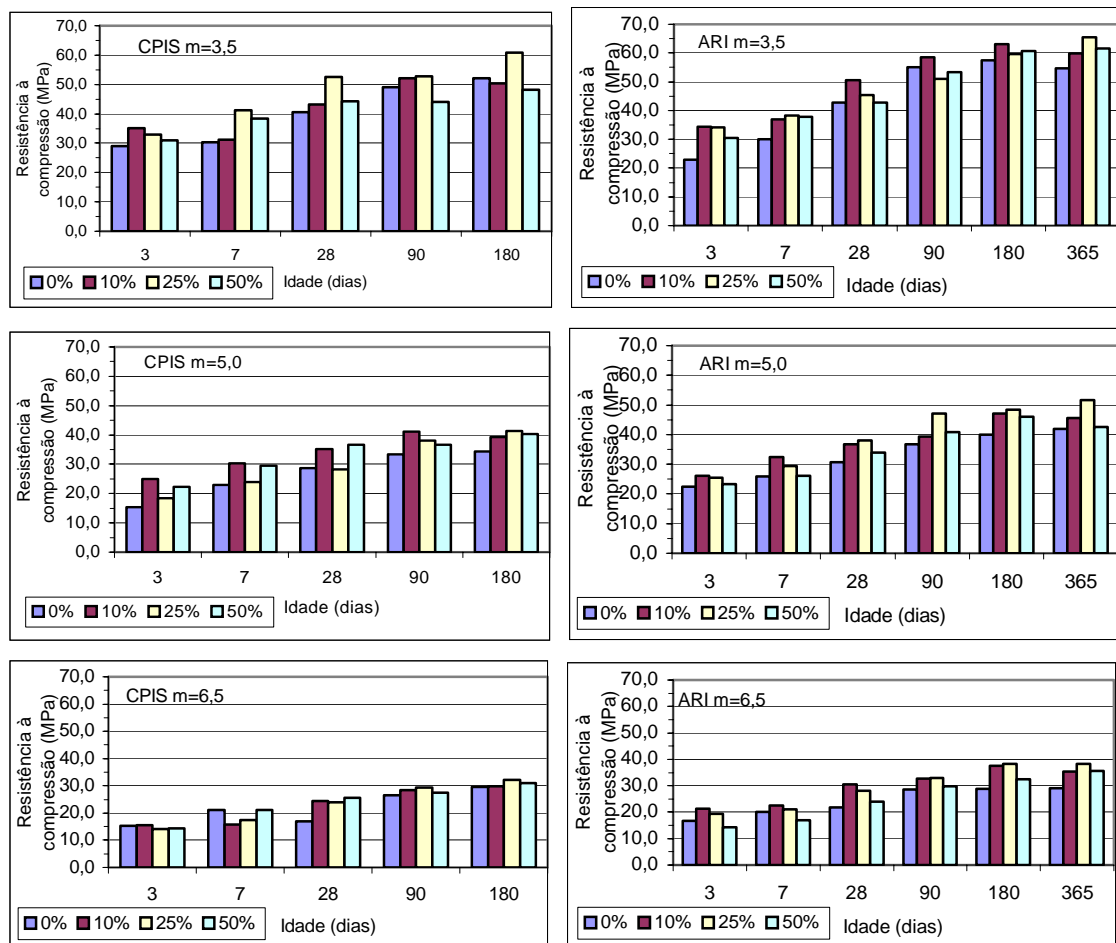 CPIS m=3,5
Resistência à
compressão (MPa)
70,0
60,0
50,0
40,0
30,0
20,0
10,0
0,0
3 7 28 90 180
0% 10% 25% 50%
Idade (dias)
ARI m=3,5
Resistência à
compressão (MPa)
70,0
60,0
50,0
40,0
30,0
20,0
10,0
0,0
3 7 28 90 180 365
0% 10% 25% 50%
Idade (dias)
CPIS m=5,0
Resistência à
compressão (MPa)
70,0
60,0
50,0
40,0
30,0
20,0
10,0
0,0
3 7 28 90 180
0% 10% 25% 50%
Idade (dias)
ARI m=5,0
Resistência à
compressão (MPa)
70,0
60,0
50,0
40,0
30,0
20,0
10,0
0,0
3 7 28 90 180 365
0% 10% 25% 50%
Idade (dias)
CPIS m=6,5
Resistência à
compressão (MPa)
70,0
60,0
50,0
40,0
30,0
20,0
10,0
0,0
3 7 28 90 180
0% 10% 25% 50%
Idade (dias)
ARI m=6,5
Resistência à
compressão (MPa)
70,0
60,0
50,0
40,0
30,0
20,0
10,0
0,0
3 7 28 90 180 365
0% 10% 25% 50%
Idade (dias)